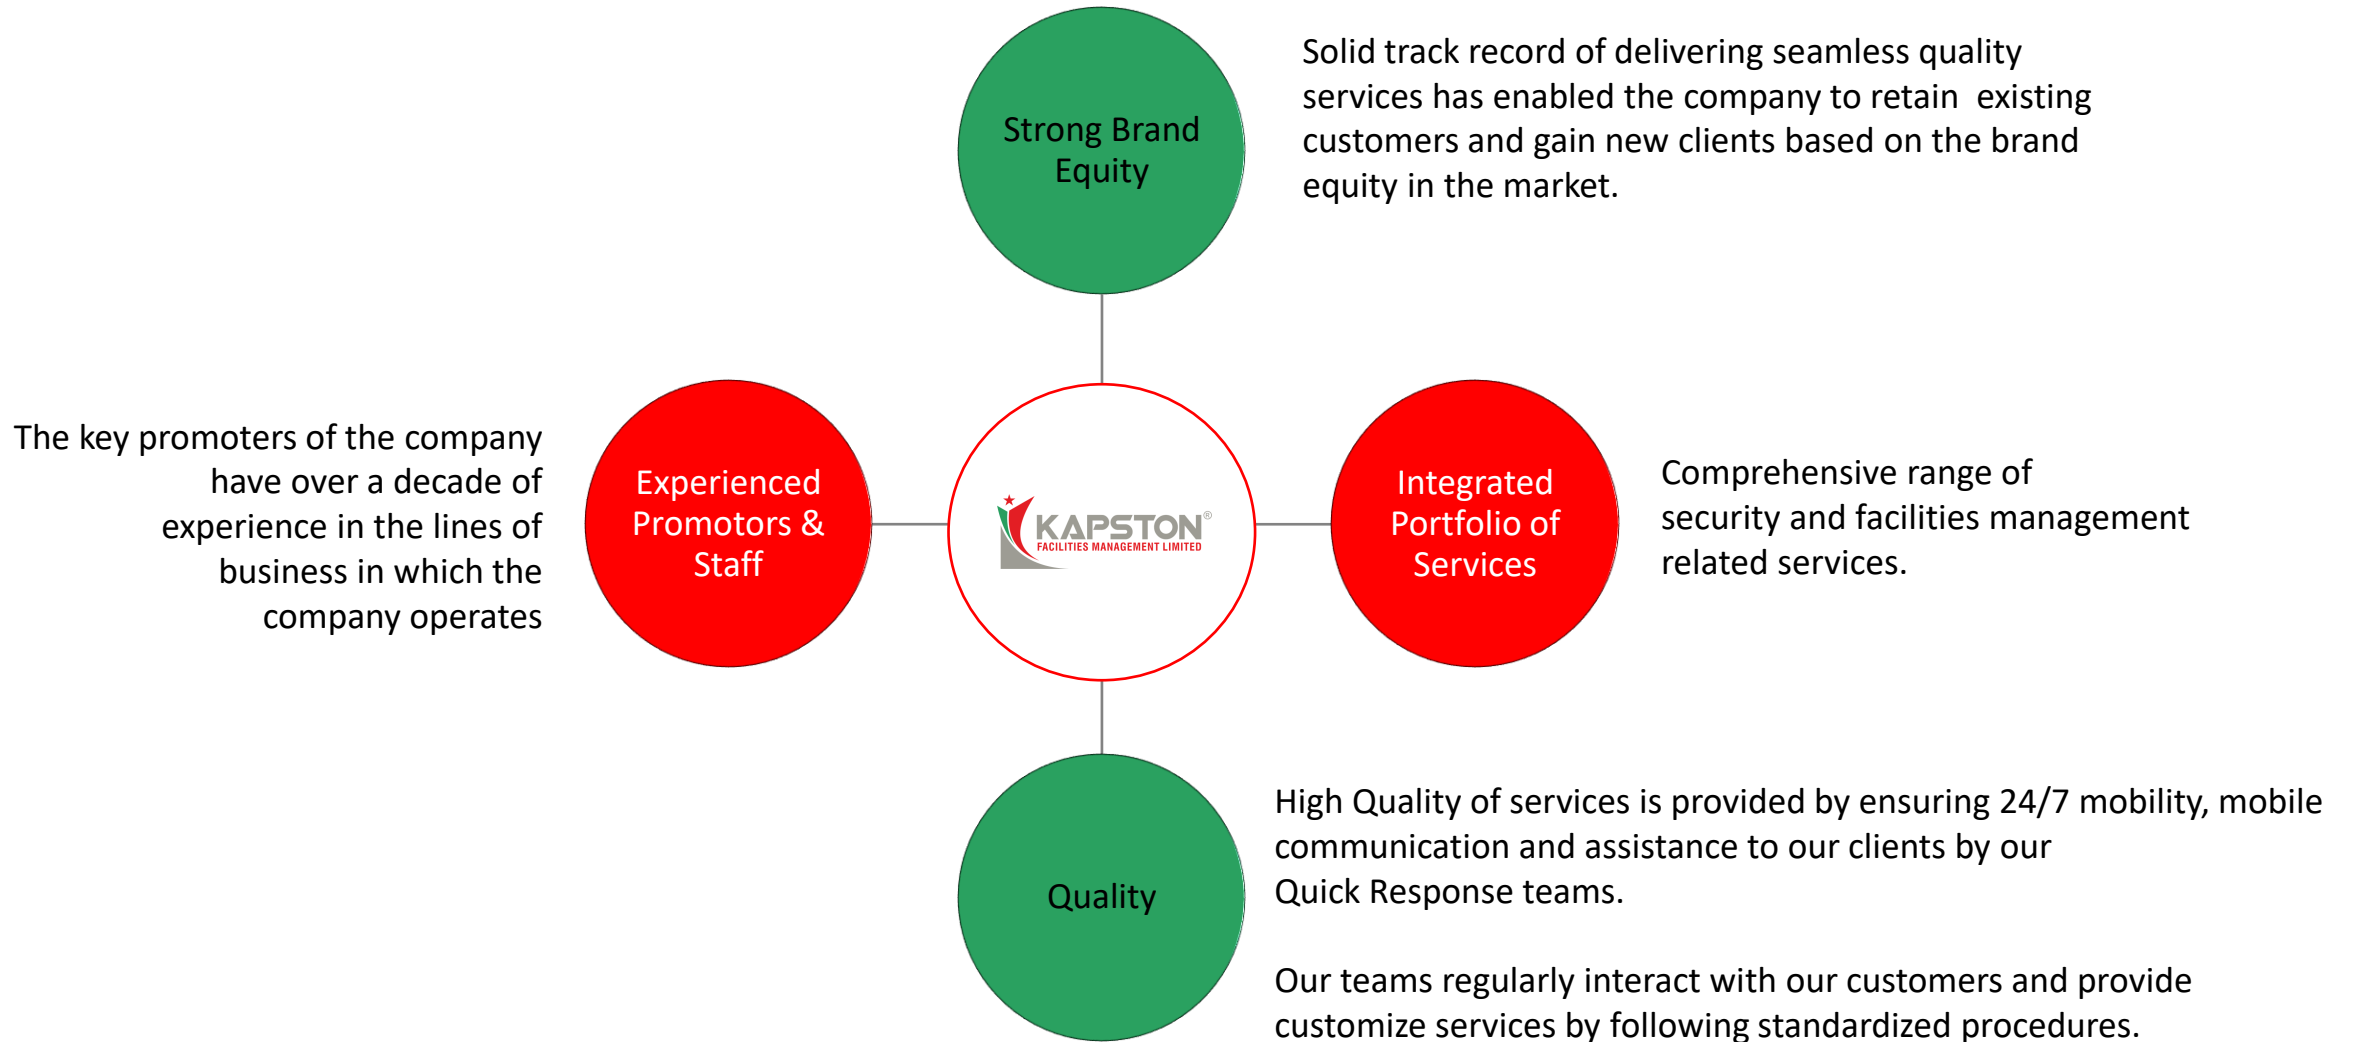 Strong Brand
Equity
Solid track record of delivering seamless quality
services has enabled the company to retain  existing
customers and gain new clients based on the brand
equity in the market.
The key promoters of the company
have over a decade of
experience in the lines of
business in which the
company operates
Experienced
Promotors &
Staff
KAPSTON®
FACILITIES MANAGEMENT LIMITED
Integrated
Portfolio of
Services
Comprehensive range of
security and facilities management
related services.
Quality
High Quality of services is provided by ensuring 24/7 mobility, mobile
communication and assistance to our clients by our
Quick Response teams.
Our teams regularly interact with our customers and provide
customize services by following standardized procedures.